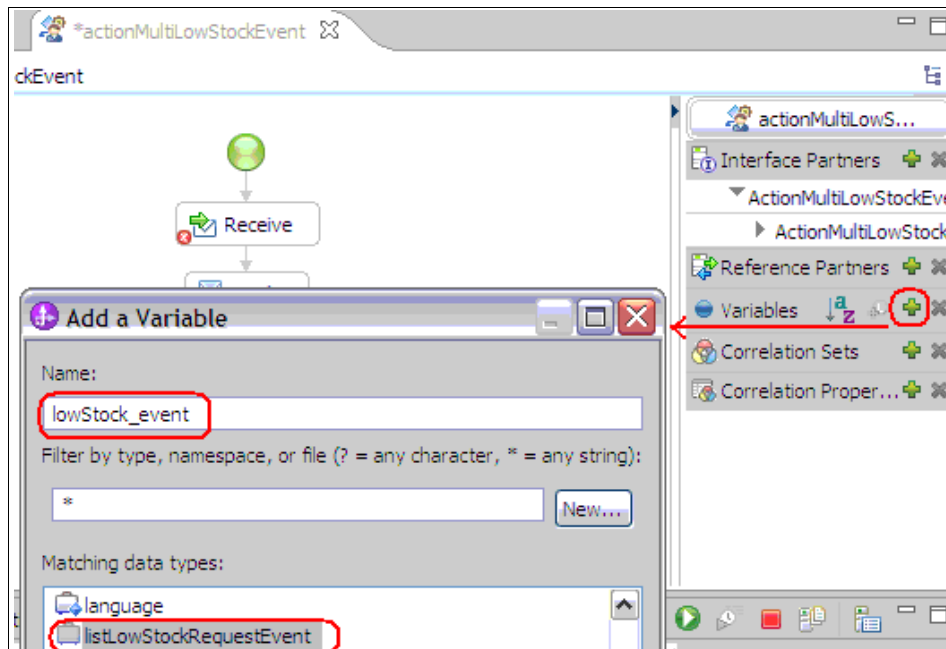 *actionMultiLowStockEvent
ckEvent
actionMultiLowS...
Interface Partners
ActionMultiLowStockEve
ActionMultiLowStock
Receive
Reference Partners
Variables
Correlation Sets
Correlation Proper...
Add a Variable
Name:
lowStock_event
Filter by type, namespace, or file (? = any character, * = any string):
*
New...
Matching data types:
language
listLowStockRequestEvent